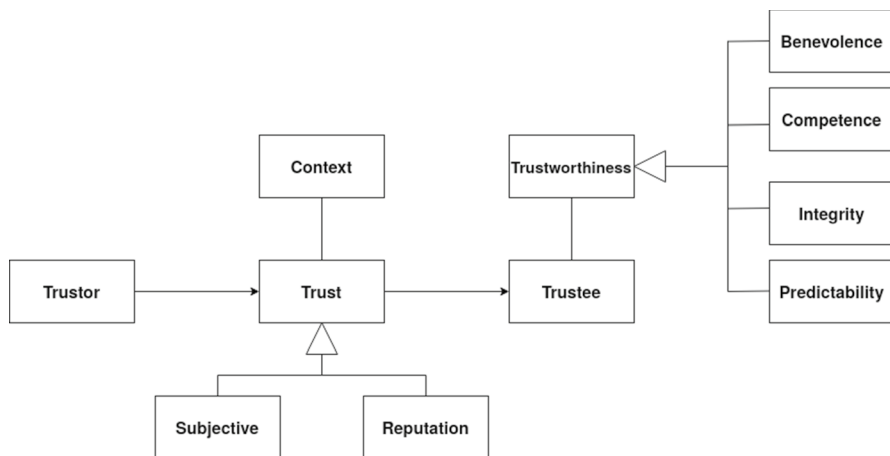 Benevolence
Competence
Context
Trustworthiness
Integrity
Trustor
Trust
Trustee
Predictability
Subjective
Reputation